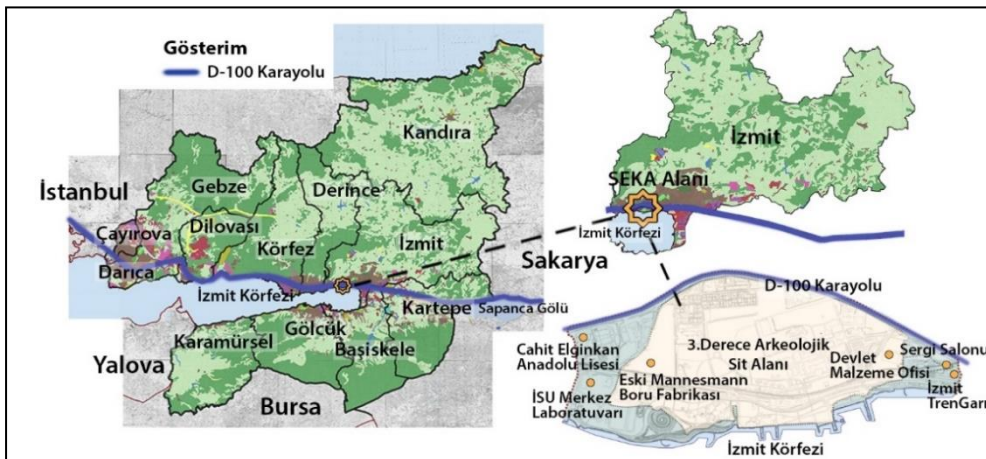 Gösterim
D-100 Karayolu
Kandıra
İstanbul
Gebze
Derince
Dilovası
Çayırova
Körfez
İzmit
Darıca
İzmit Körfezi
Sakarya
Kartepe
Sapanca Gölü
Gölcük
Karamürsel
Başiskele
Yalova
Bursa
İzmit
SEKA Alanı
İzmit Körfezi
D-100 Karayolu
Cahit Elginkan
Anadolu Lisesi
3.Derece Arkeolojik
Sit Alanı
Devlet
Malzeme Ofisi
Sergi Salonu
İSU Merkez
Laboratuvarı
Eski Mannesmann
Boru Fabrikası
İzmit
TrenGarı
İzmit Körfezi